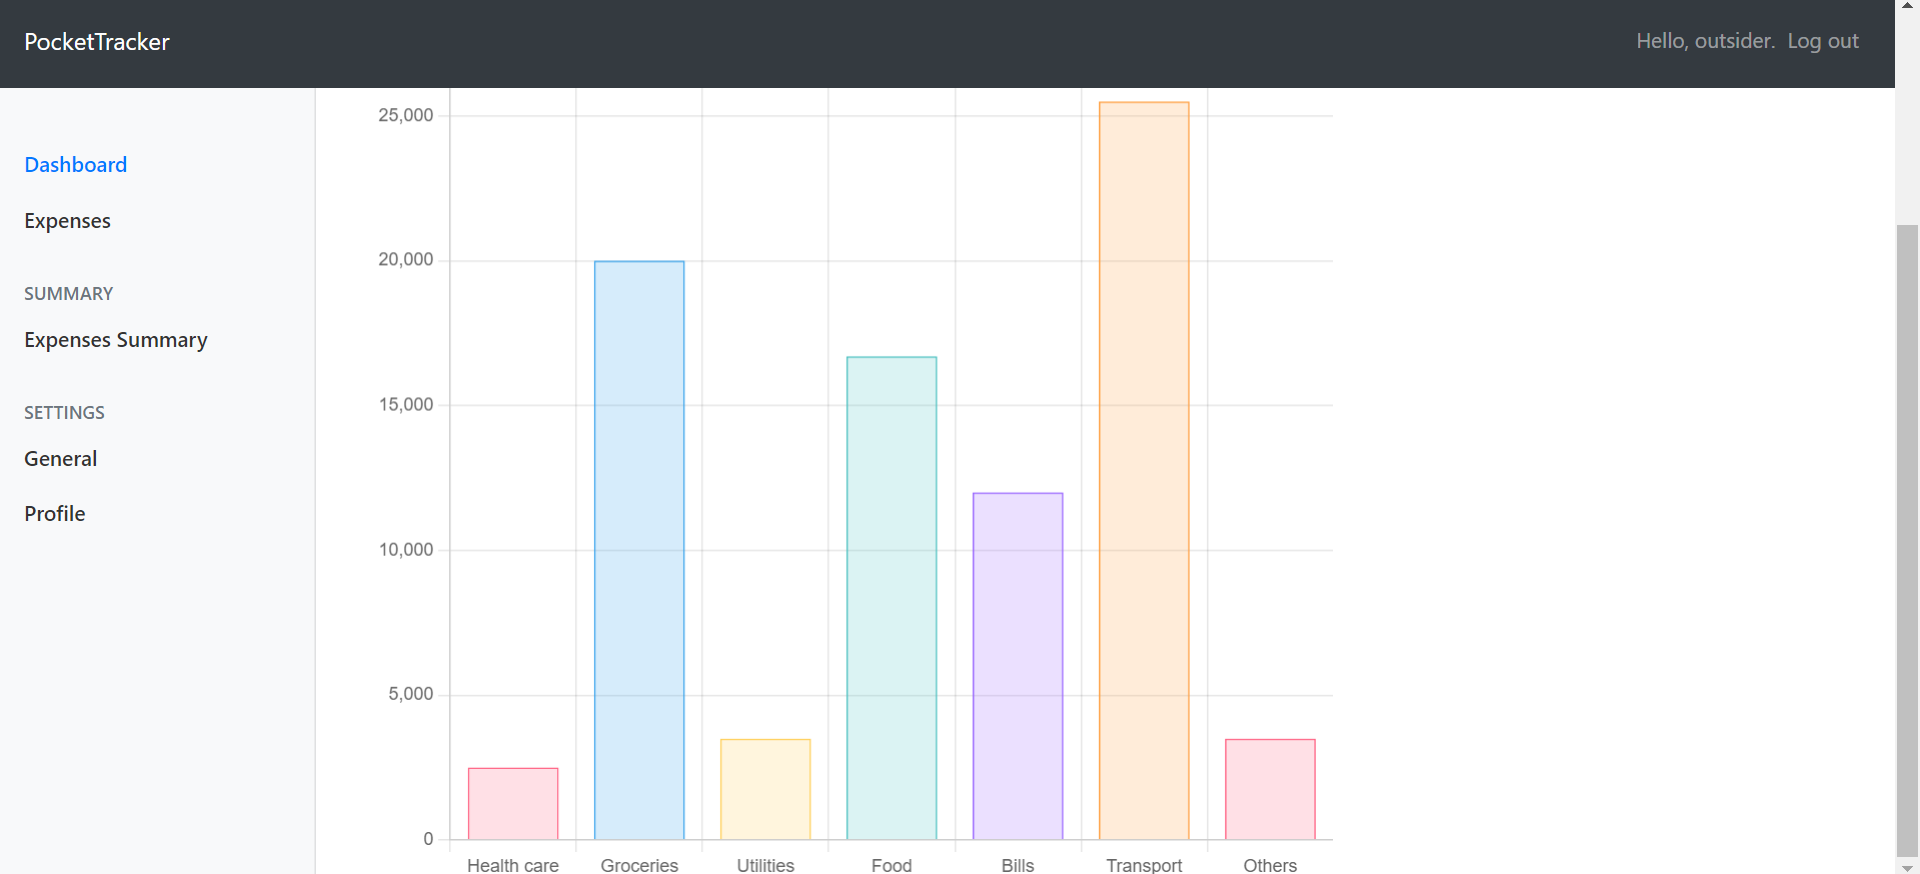 PocketTracker
Hello, outsider. Log out
Dashboard
Expenses
SUMMARY
Expenses Summary
SETTINGS
General
Profile
25,000
20,000
15,000
10,000
5,000
0
Health care Groceries Utilities Food Bills Transport Others